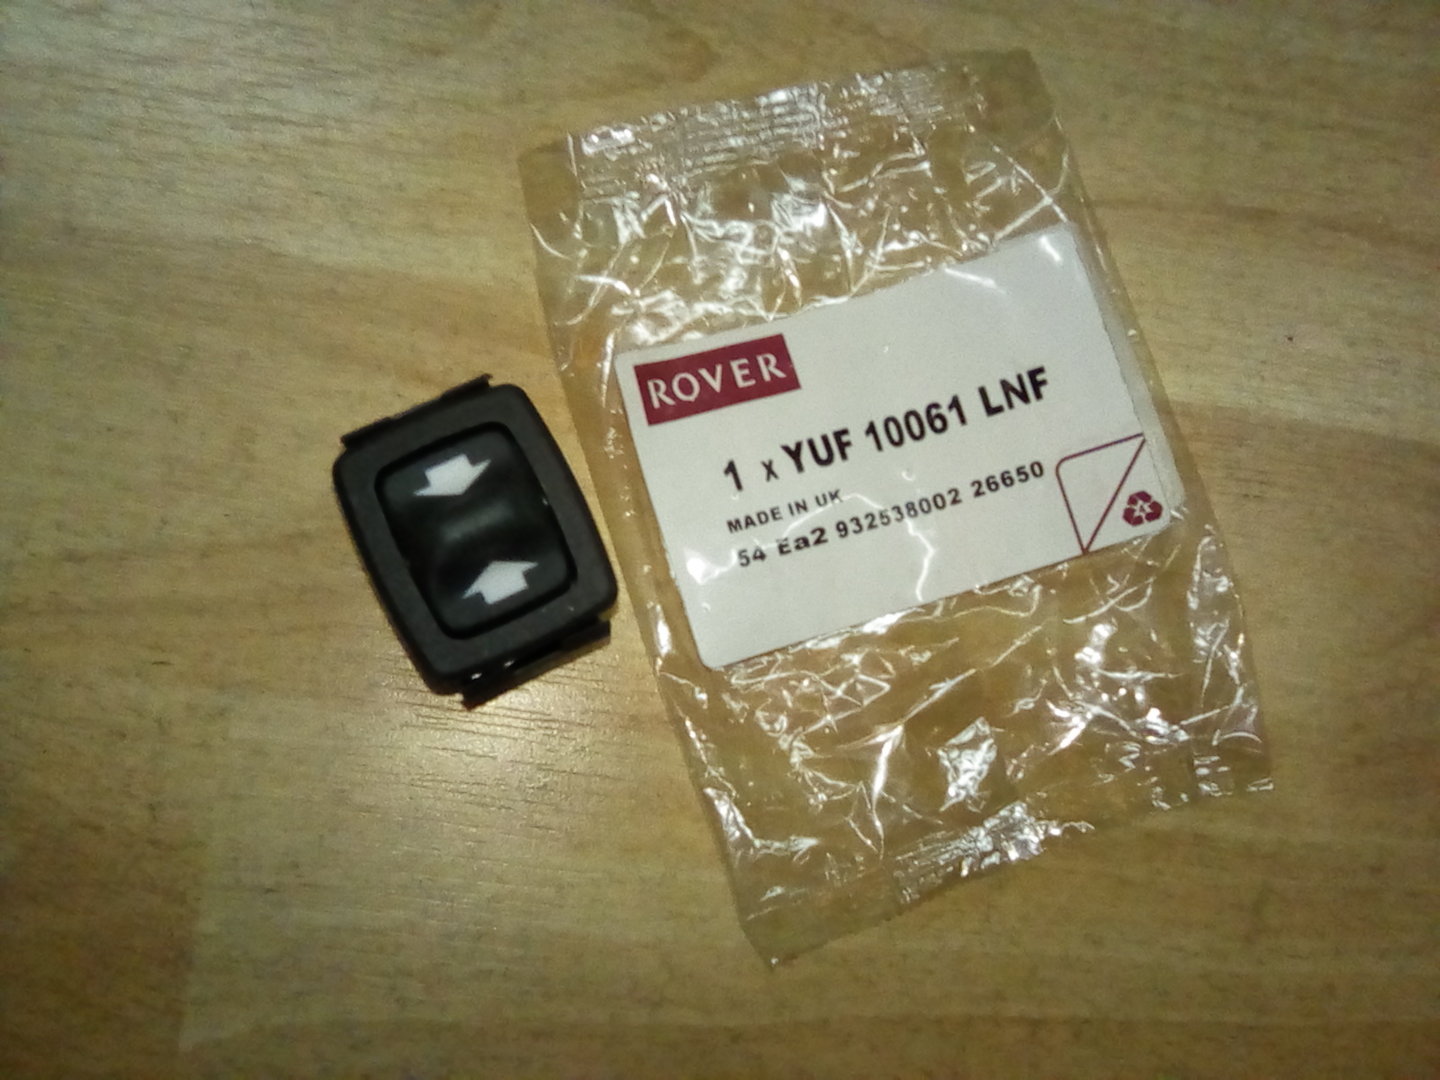 ROVER
1 x YUF 10061 LNF
MADE IN UK
54 Ea2 932538002 26650